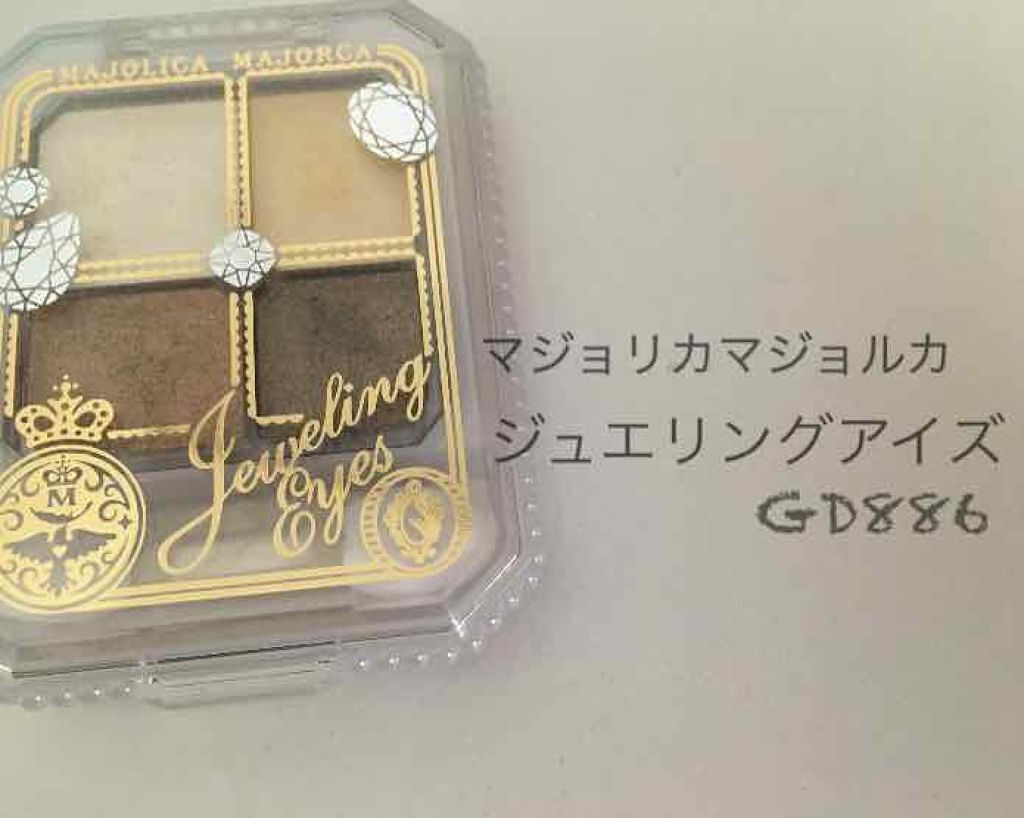 MAJOLICA MAJORCA
Jeweling
Eyes
M
マジョリカマジョルカ
ジュエリングアイズ
GD886